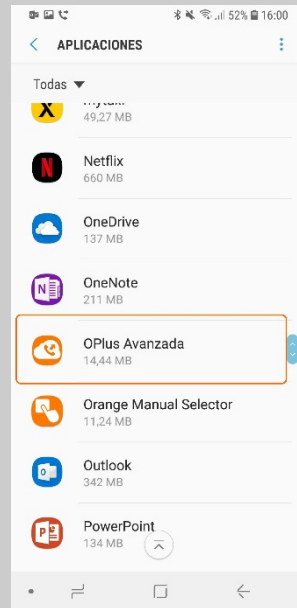 52% 16:00
APLICACIONES
Todas
mytaxi
49,27 MB
Netflix
660 MB
OneDrive
137 MB
OneNote
211 MB
OPlus Avanzada
14,44 MB
Orange Manual Selector
11,24 MB
Outlook
342 MB
PowerPoint
134 MB